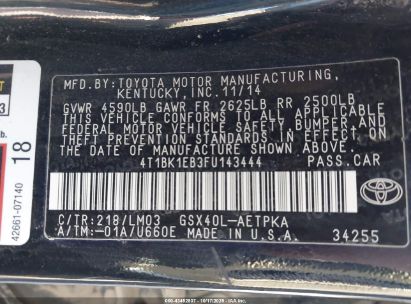 MFD.BY: TOYOTA MOTOR MANUFACTURING,
KENTUCKY, INC. 11/14
GVWR 4590LB GAWR FR 2625LB RR 2500LB
THIS VEHICLE CONFORMS TO ALL APPLICABLE
FEDERAL MOTOR VEHICLE SAFETY, BUMPER, AND
THEFT PREVENTION STANDARDS IN EFFECT ON
THE DATE OF MANUFACTURE SHOWN ABOVE.
4T1BK1EB3FU143444 PASS.CAR
C/TR:218/LM03 GSX40L-AETPKA
A/TM:-01A/U660E MADE IN U.S.A.
34255
TOYOTA
42661-07140
18